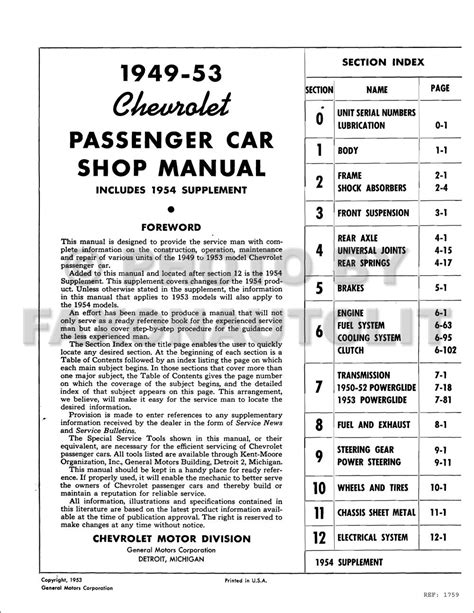 1949-53
Chevrolet
PASSENGER CAR
SHOP MANUAL
INCLUDES 1954 SUPPLEMENT
FOREWORD
This manual is designed to provide the service man with com-
plete information on the construction, operation, maintenance
and repair of various units of the 1949 to 1953 model Chevrolet
passenger car.
Added to this manual and located after section 12 is the 1954
Supplement. This supplement covers changes for the 1954 prod-
uct. Unless otherwise stated in the supplement, the information
in this manual that applies to 1953 models will also apply to
the 1954 models.
An effort has been made to produce a manual that will not
only serve as a ready reference book for the experienced service
man but also cover step-by-step procedure for the guidance of
the less experienced man.
The Section Index on the title page enables the user to quickly
locate any desired section. At the beginning of each section is a
Table of Contents followed by an index listing the page on which
each main subject begins. In those sections that cover more than
one major subject, the Table of Contents gives the page number
on which the coverage of the subject begins, and the detailed
index of that subject appears on this page. This arrangement,
we believe, will make it easy for the service man to locate the
desired information.
Provision is made to enter references to any supplementary
information received by the dealer in the form of Service News
and Service Bulletins.
The Special Service Tools shown in this manual, or their
equivalent, are necessary for the efficient servicing of Chevrolet
passenger cars. All tools listed are available through Kent-Moore
Organization, Inc., General Motors Building, Detroit 2, Michigan.
This manual should be kept in a handy place for ready refer-
ence. If properly used, it will enable the mechanic to better serve
the owners of Chevrolet passenger cars and thereby build or
maintain a reputation for reliable service.
All information, illustrations and specifications contained in
this literature are based on the latest product information avail-
able at the time of publication approval. The right is reserved to
make changes at any time without notice.
CHEVROLET MOTOR DIVISION
General Motors Corporation
DETROIT, MICHIGAN
Copyright, 1953
General Motors Corporation
Printed in U.S.A.
SECTION INDEX
SECTION NAME PAGE
0 UNIT SERIAL NUMBERS
LUBRICATION 0-1
1 BODY 1-1
2 FRAME 2-1
SHOCK ABSORBERS 2-4
3 FRONT SUSPENSION 3-1
4 REAR AXLE 4-1
UNIVERSAL JOINTS 4-15
REAR SPRINGS 4-17
5 BRAKES 5-1
6 ENGINE 6-1
FUEL SYSTEM 6-63
COOLING SYSTEM 6-95
CLUTCH 6-102
7 TRANSMISSION 7-1
1950-52 POWERGLIDE 7-18
1953 POWERGLIDE 7-81
8 FUEL AND EXHAUST 8-1
9 STEERING GEAR 9-1
POWER STEERING 9-11
10 WHEELS AND TIRES 10-1
11 CHASSIS SHEET METAL 11-1
12 ELECTRICAL SYSTEM 12-1
1954 SUPPLEMENT
REF: 1759